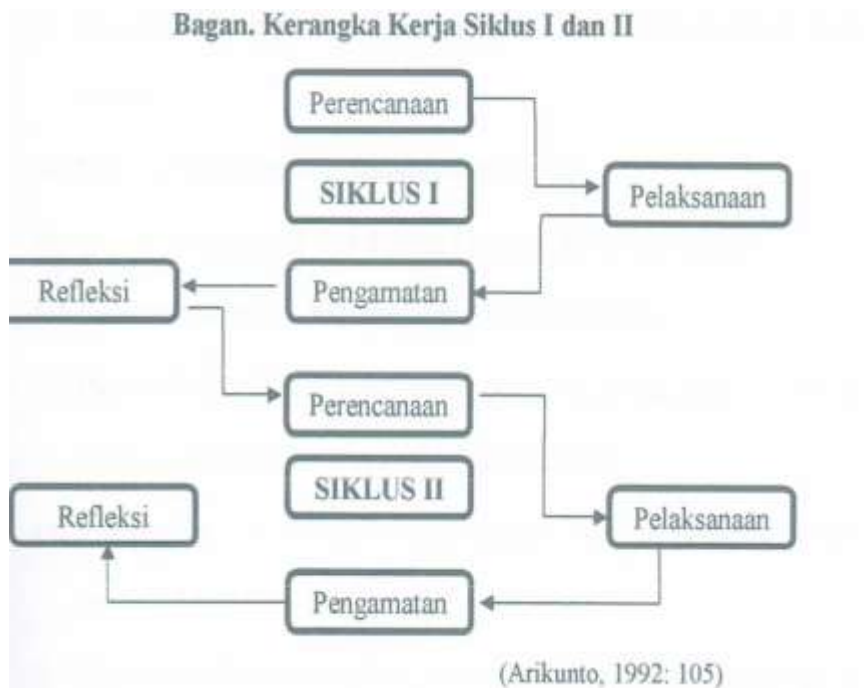 Bagan. Kerangka Kerja Siklus I dan II
Perencanaan
SIKLUS I
Pelaksanaan
Refleksi
Pengamatan
Perencanaan
SIKLUS II
Refleksi
Pelaksanaan
Pengamatan
(Arikunto, 1992: 105)